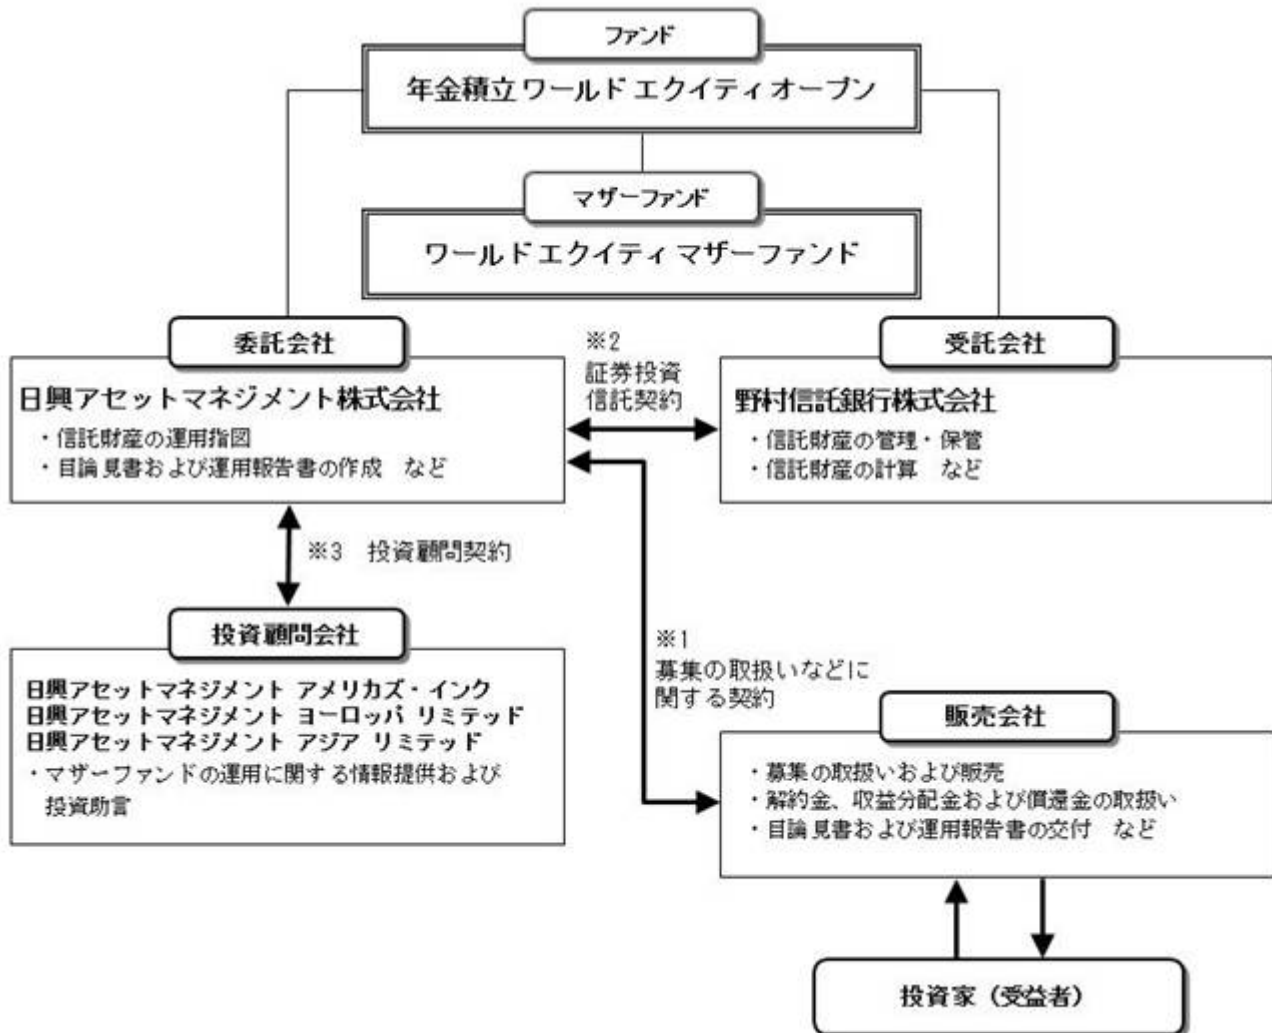 ファンド
年金積立 ワールド エクイティ オープン
マザーファンド
ワールド エクイティ マザーファンド
委託会社
日興アセットマネジメント株式会社
・信託財産の運用指図
・目論見書および運用報告書の作成　など
※2
証券投資
信託契約
受託会社
野村信託銀行株式会社
・信託財産の管理・保管
・信託財産の計算　など
※3　投資顧問契約
投資顧問会社
日興アセットマネジメント アメリカズ・インク
日興アセットマネジメント ヨーロッパ リミテッド
日興アセットマネジメント アジア リミテッド
・マザーファンドの運用に関する情報提供および
投資助言
※1
募集の取扱いなどに
関する契約
販売会社
・募集の取扱いおよび販売
・解約金、収益分配金および償還金の取扱い
・目論見書および運用報告書の交付　など
投資家（受益者）